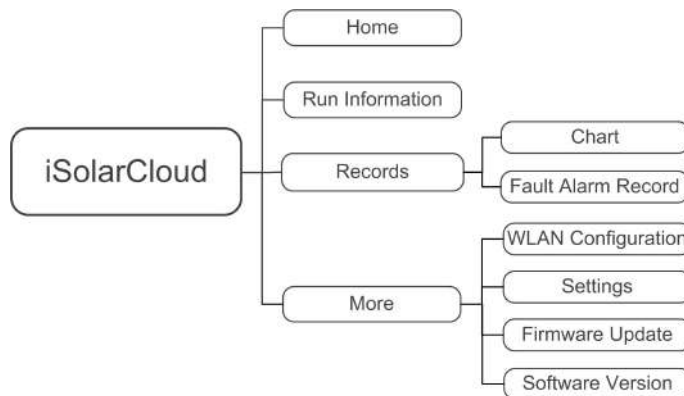 iSolarCloud
Home
Run Information
Records
Chart
Fault Alarm Record
More
WLAN Configuration
Settings
Firmware Update
Software Version